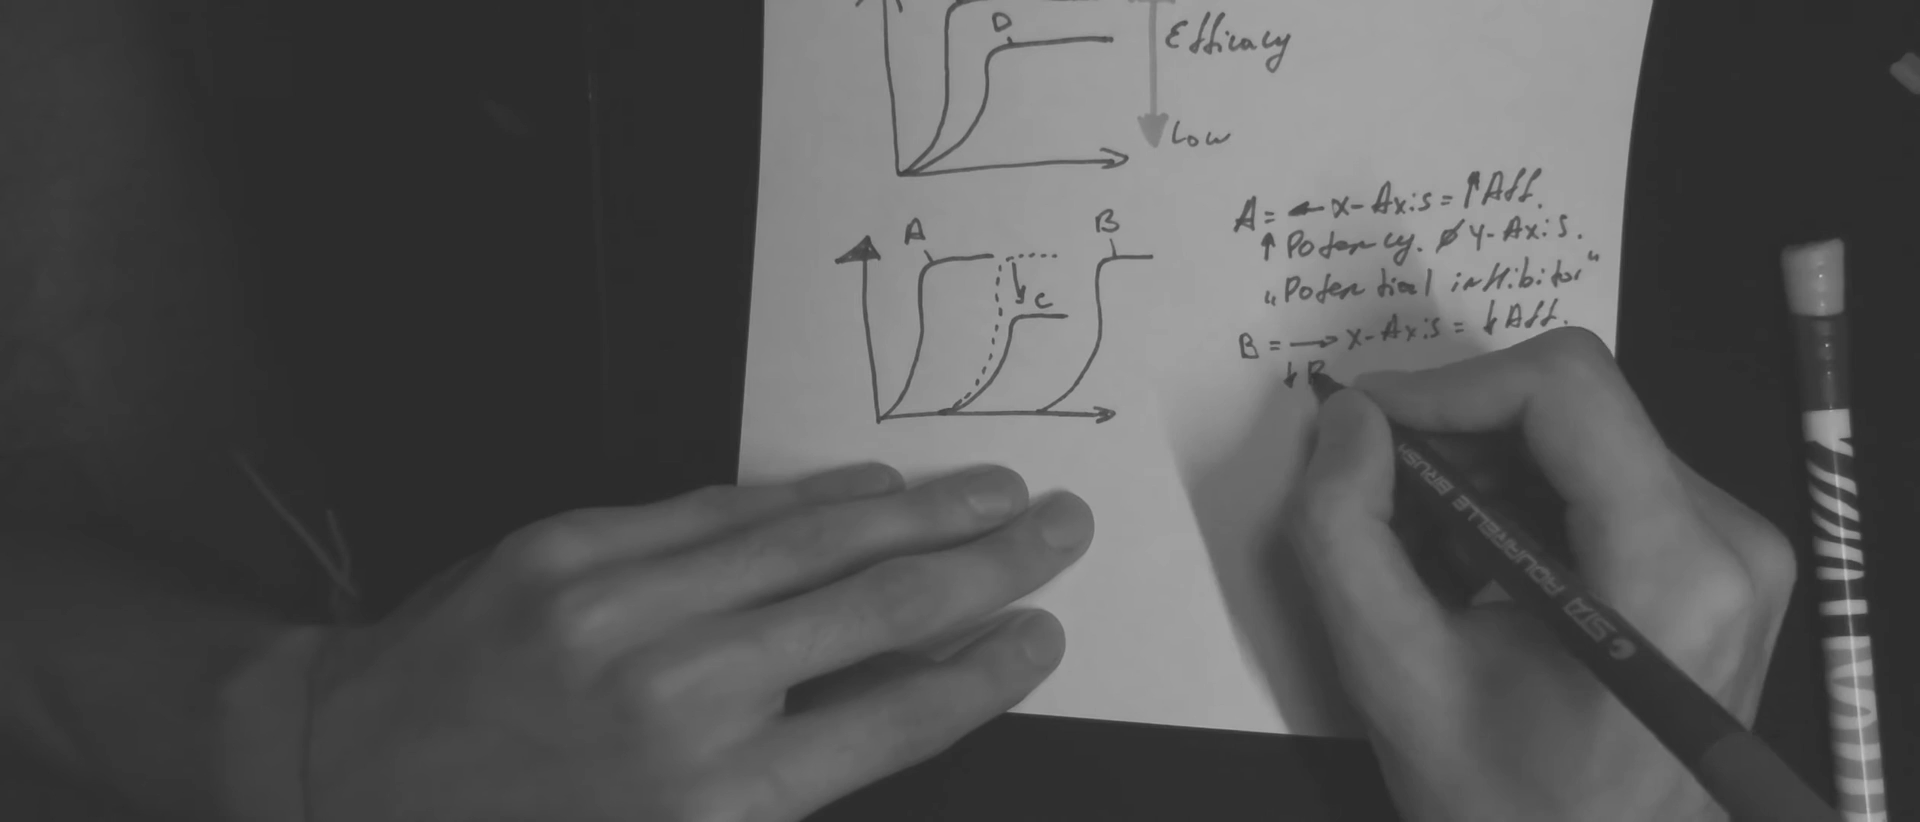 D
Efficacy
Low
A
B
C
A = ← x-Axis = ↑ Aff.
↑ Potency. ∅ Y-Axis.
„Potential inHibitor"
B = → x-Axis = ↓ Aff.
↓ P
STA AQUARELLE BRUSH